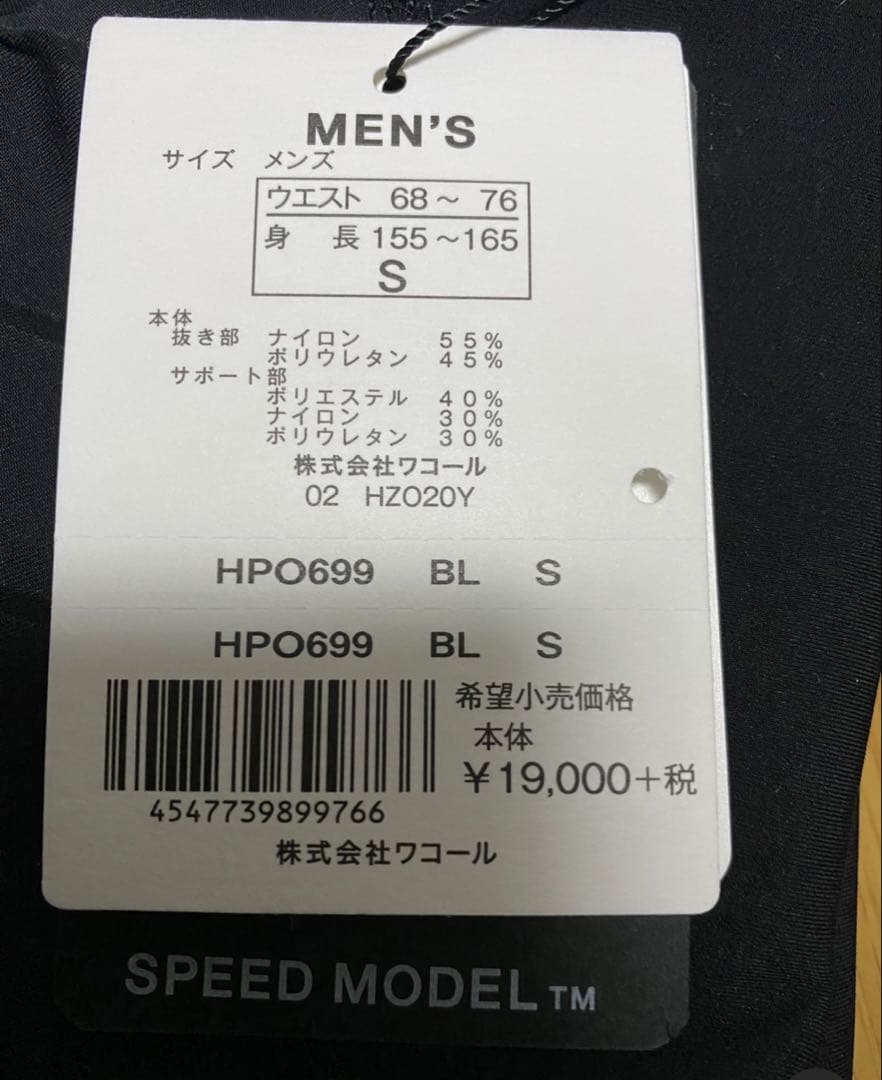 MEN'S
サイズ メンズ
ウエスト 68～ 76
身 長 155～165
S
本体
抜き部 ナイロン 55%
ポリウレタン 45%
サポート部
ポリエステル 40%
ナイロン 30%
ポリウレタン 30%
株式会社ワコール
02 HZO20Y
HPO699 BL S
HPO699 BL S
希望小売価格
本体
¥19,000+税
4547739899766
株式会社ワコール
SPEED MODEL™